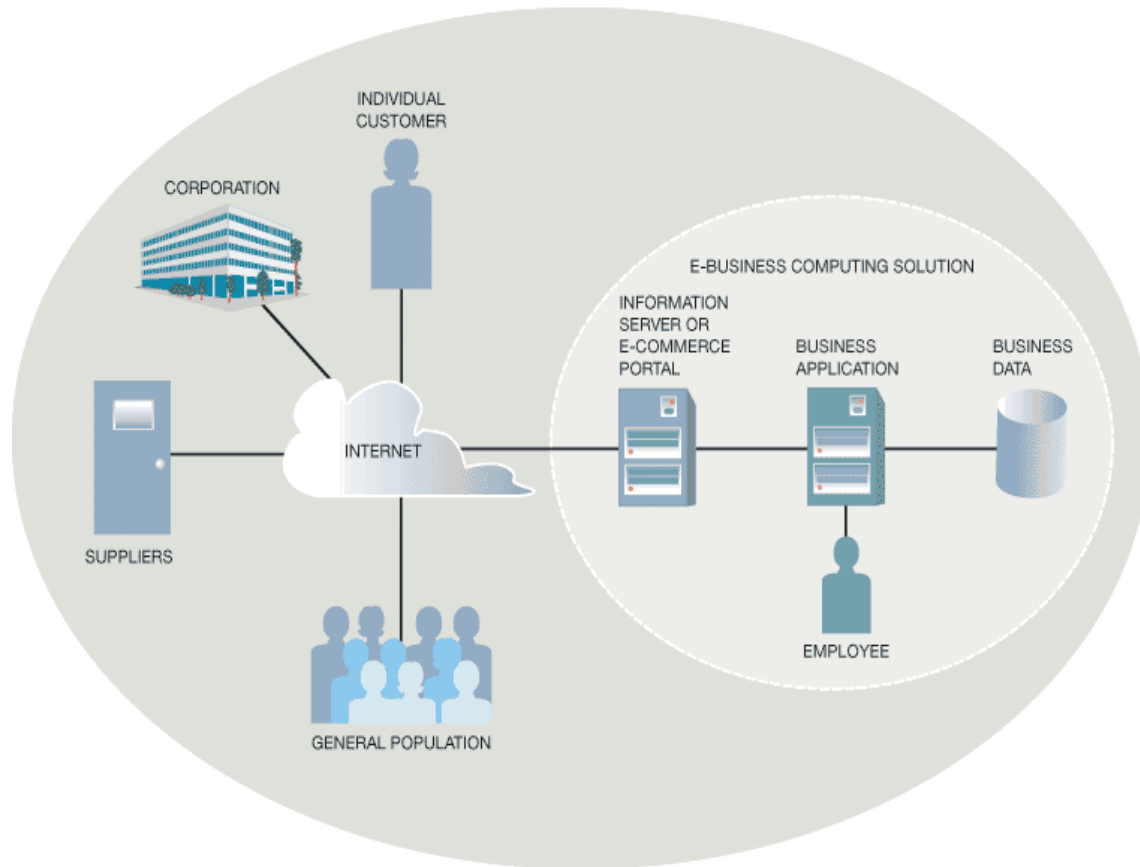 INDIVIDUAL
CUSTOMER
CORPORATION
E-BUSINESS COMPUTING SOLUTION
INFORMATION
SERVER OR
E-COMMERCE
PORTAL
BUSINESS
APPLICATION
BUSINESS
DATA
INTERNET
SUPPLIERS
EMPLOYEE
GENERAL POPULATION